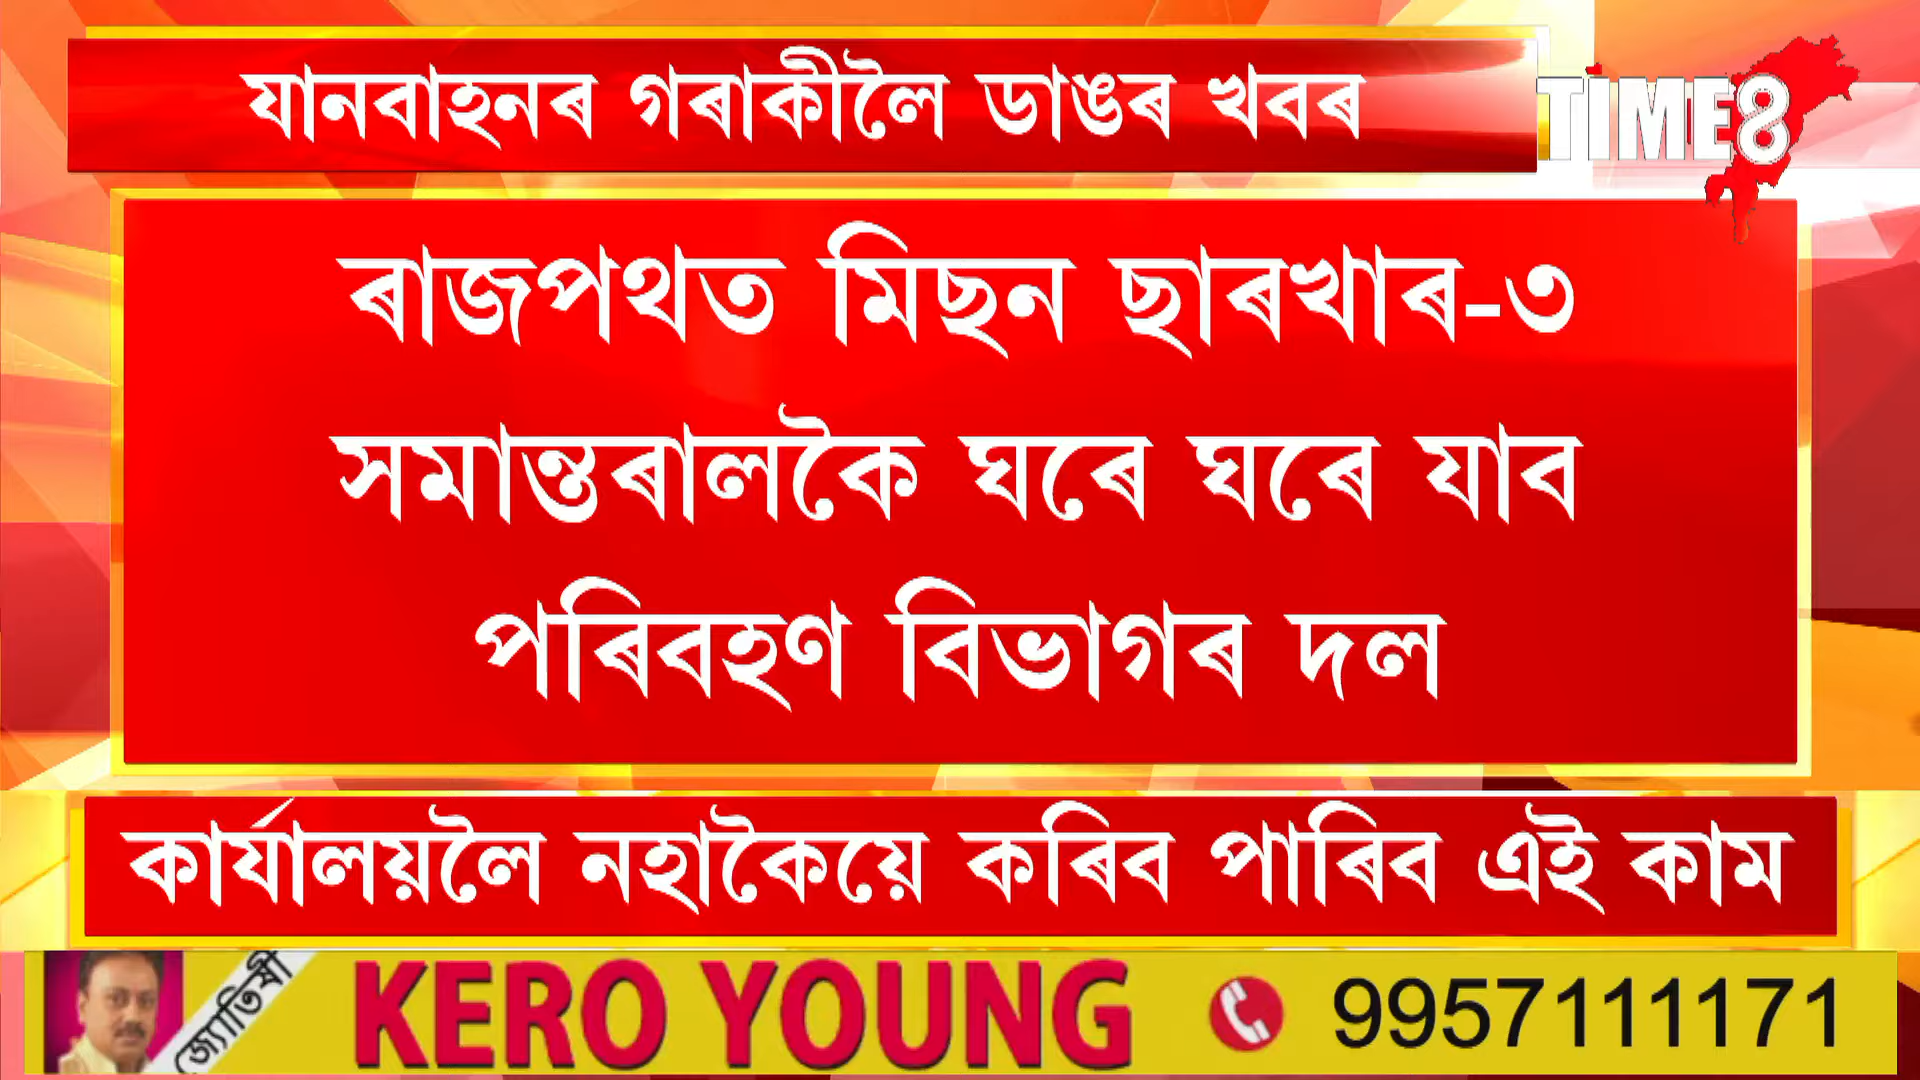 যানবাহনৰ গৰাকীলৈ ডাঙৰ খবৰ
TIME8
ৰাজপথত মিছন ছাৰখাৰ-৩
সমান্তৰালকৈ ঘৰে ঘৰে যাব
পৰিবহণ বিভাগৰ দল
কাৰ্যালয়লৈ নহাকৈয়ে কৰিব পাৰিব এই কাম
জ্যোতিষী
KERO YOUNG
9957111171